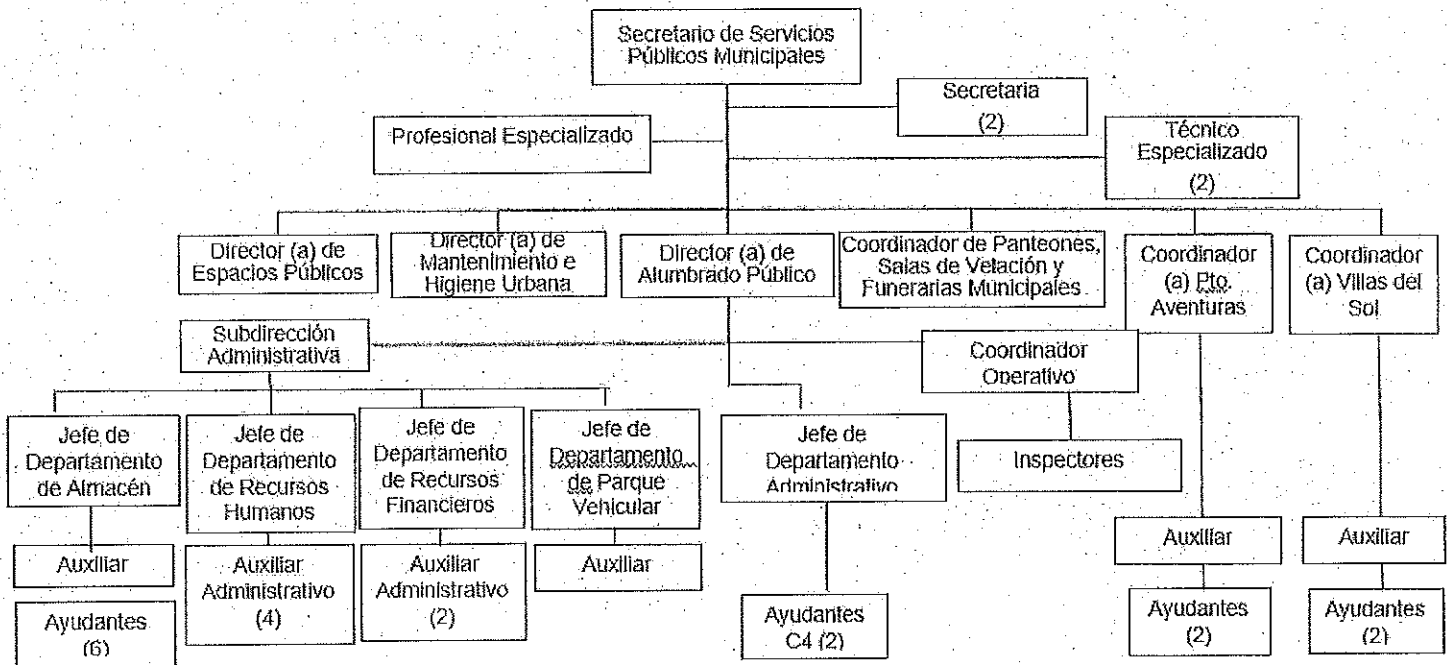 Secretario de Servicios
Públicos Municipales
Secretaria
(2)
Profesional Especializado
Técnico
Especializado
(2)
Director (a) de
Espacios Públicos
Director (a) de
Mantenimiento e
Higiene Urbana
Director (a) de
Alumbrado Público
Coordinador de Panteones,
Salas de Velación y
Funerarias Municipales
Coordinador
(a) Pto.
Aventuras
Coordinador
(a) Villas del
Sol
Subdirección
Administrativa
Coordinador
Operativo
Jefe de
Departamento
de Almacén
Jefe de
Departamento
de Recursos
Humanos
Jefe de
Departamento
de Recursos
Financieros
Jefe de
Departamento
de Parque
Vehicular
Jefe de
Departamento
Administrativo
Inspectores
Auxiliar
Auxiliar
Administrativo
(4)
Auxiliar
Administrativo
(2)
Auxiliar
Auxiliar
Auxiliar
Ayudantes
(6)
Ayudantes
C4 (2)
Ayudantes
(2)
Ayudantes
(2)